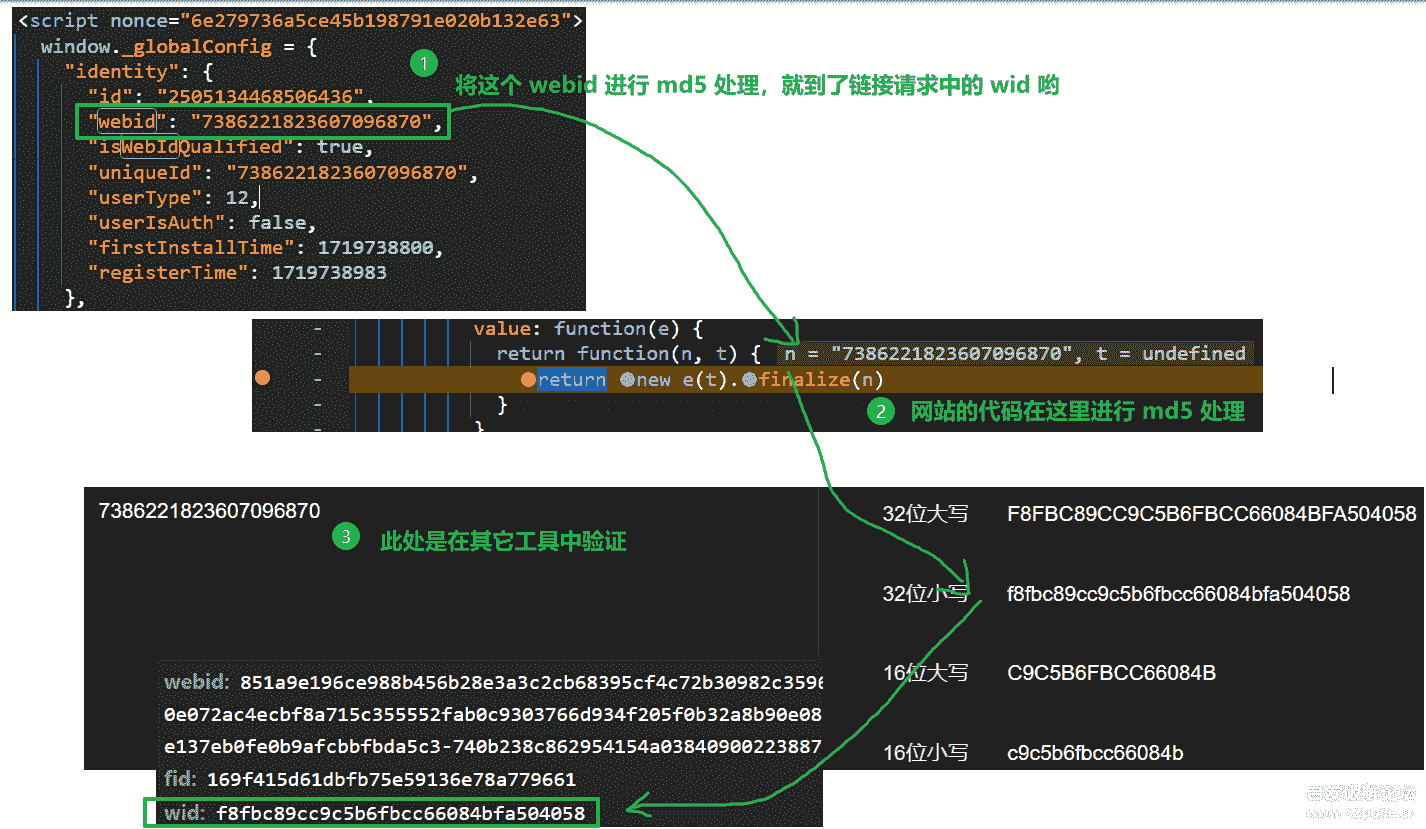 <script nonce="6e279736a5ce45b198791e020b132e63">
window._globalConfig = {
"identity": {
"id": "2505134468506436",
"webid": "7386221823607096870",
"isWebIdQualified": true,
"uniqueId": "7386221823607096870",
"userType": 12,
"userIsAuth": false,
"firstInstallTime": 1719738800,
"registerTime": 1719738983
},
1
将这个 webid 进行 md5 处理，就到了链接请求中的 wid 哟
value: function(e) {
return function(n, t) { n = "7386221823607096870", t = undefined
return new e(t).finalize(n)
}
}
2 网站的代码在这里进行 md5 处理
7386221823607096870
3 此处是在其它工具中验证
32位大写 F8FBC89CC9C5B6FBCC66084BFA504058
32位小写 f8fbc89cc9c5b6fbcc66084bfa504058
16位大写 C9C5B6FBCC66084B
16位小写 c9c5b6fbcc66084b
webid: 851a9e196ce988b456b28e3a3c2cb68395cf4c72b30982c3596
0e072ac4ecbf8a715c355552fab0c9303766d934f205f0b32a8b90e08
e137eb0fe0b9afcbbfbda5c3-740b238c862954154a03840900223887
fid: 169f415d61dbfb75e59136e78a779661
wid: f8fbc89cc9c5b6fbcc66084bfa504058